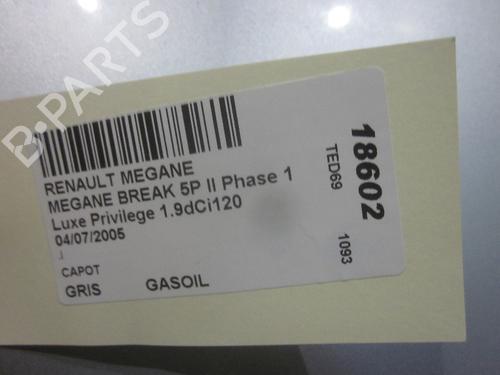 B-PARTS
RENAULT MEGANE
MEGANE BREAK 5P II Phase 1
Luxe Privilege 1.9dCi120
04/07/2005
.I
CAPOT
GRIS GASOIL
18602
TED69 1093